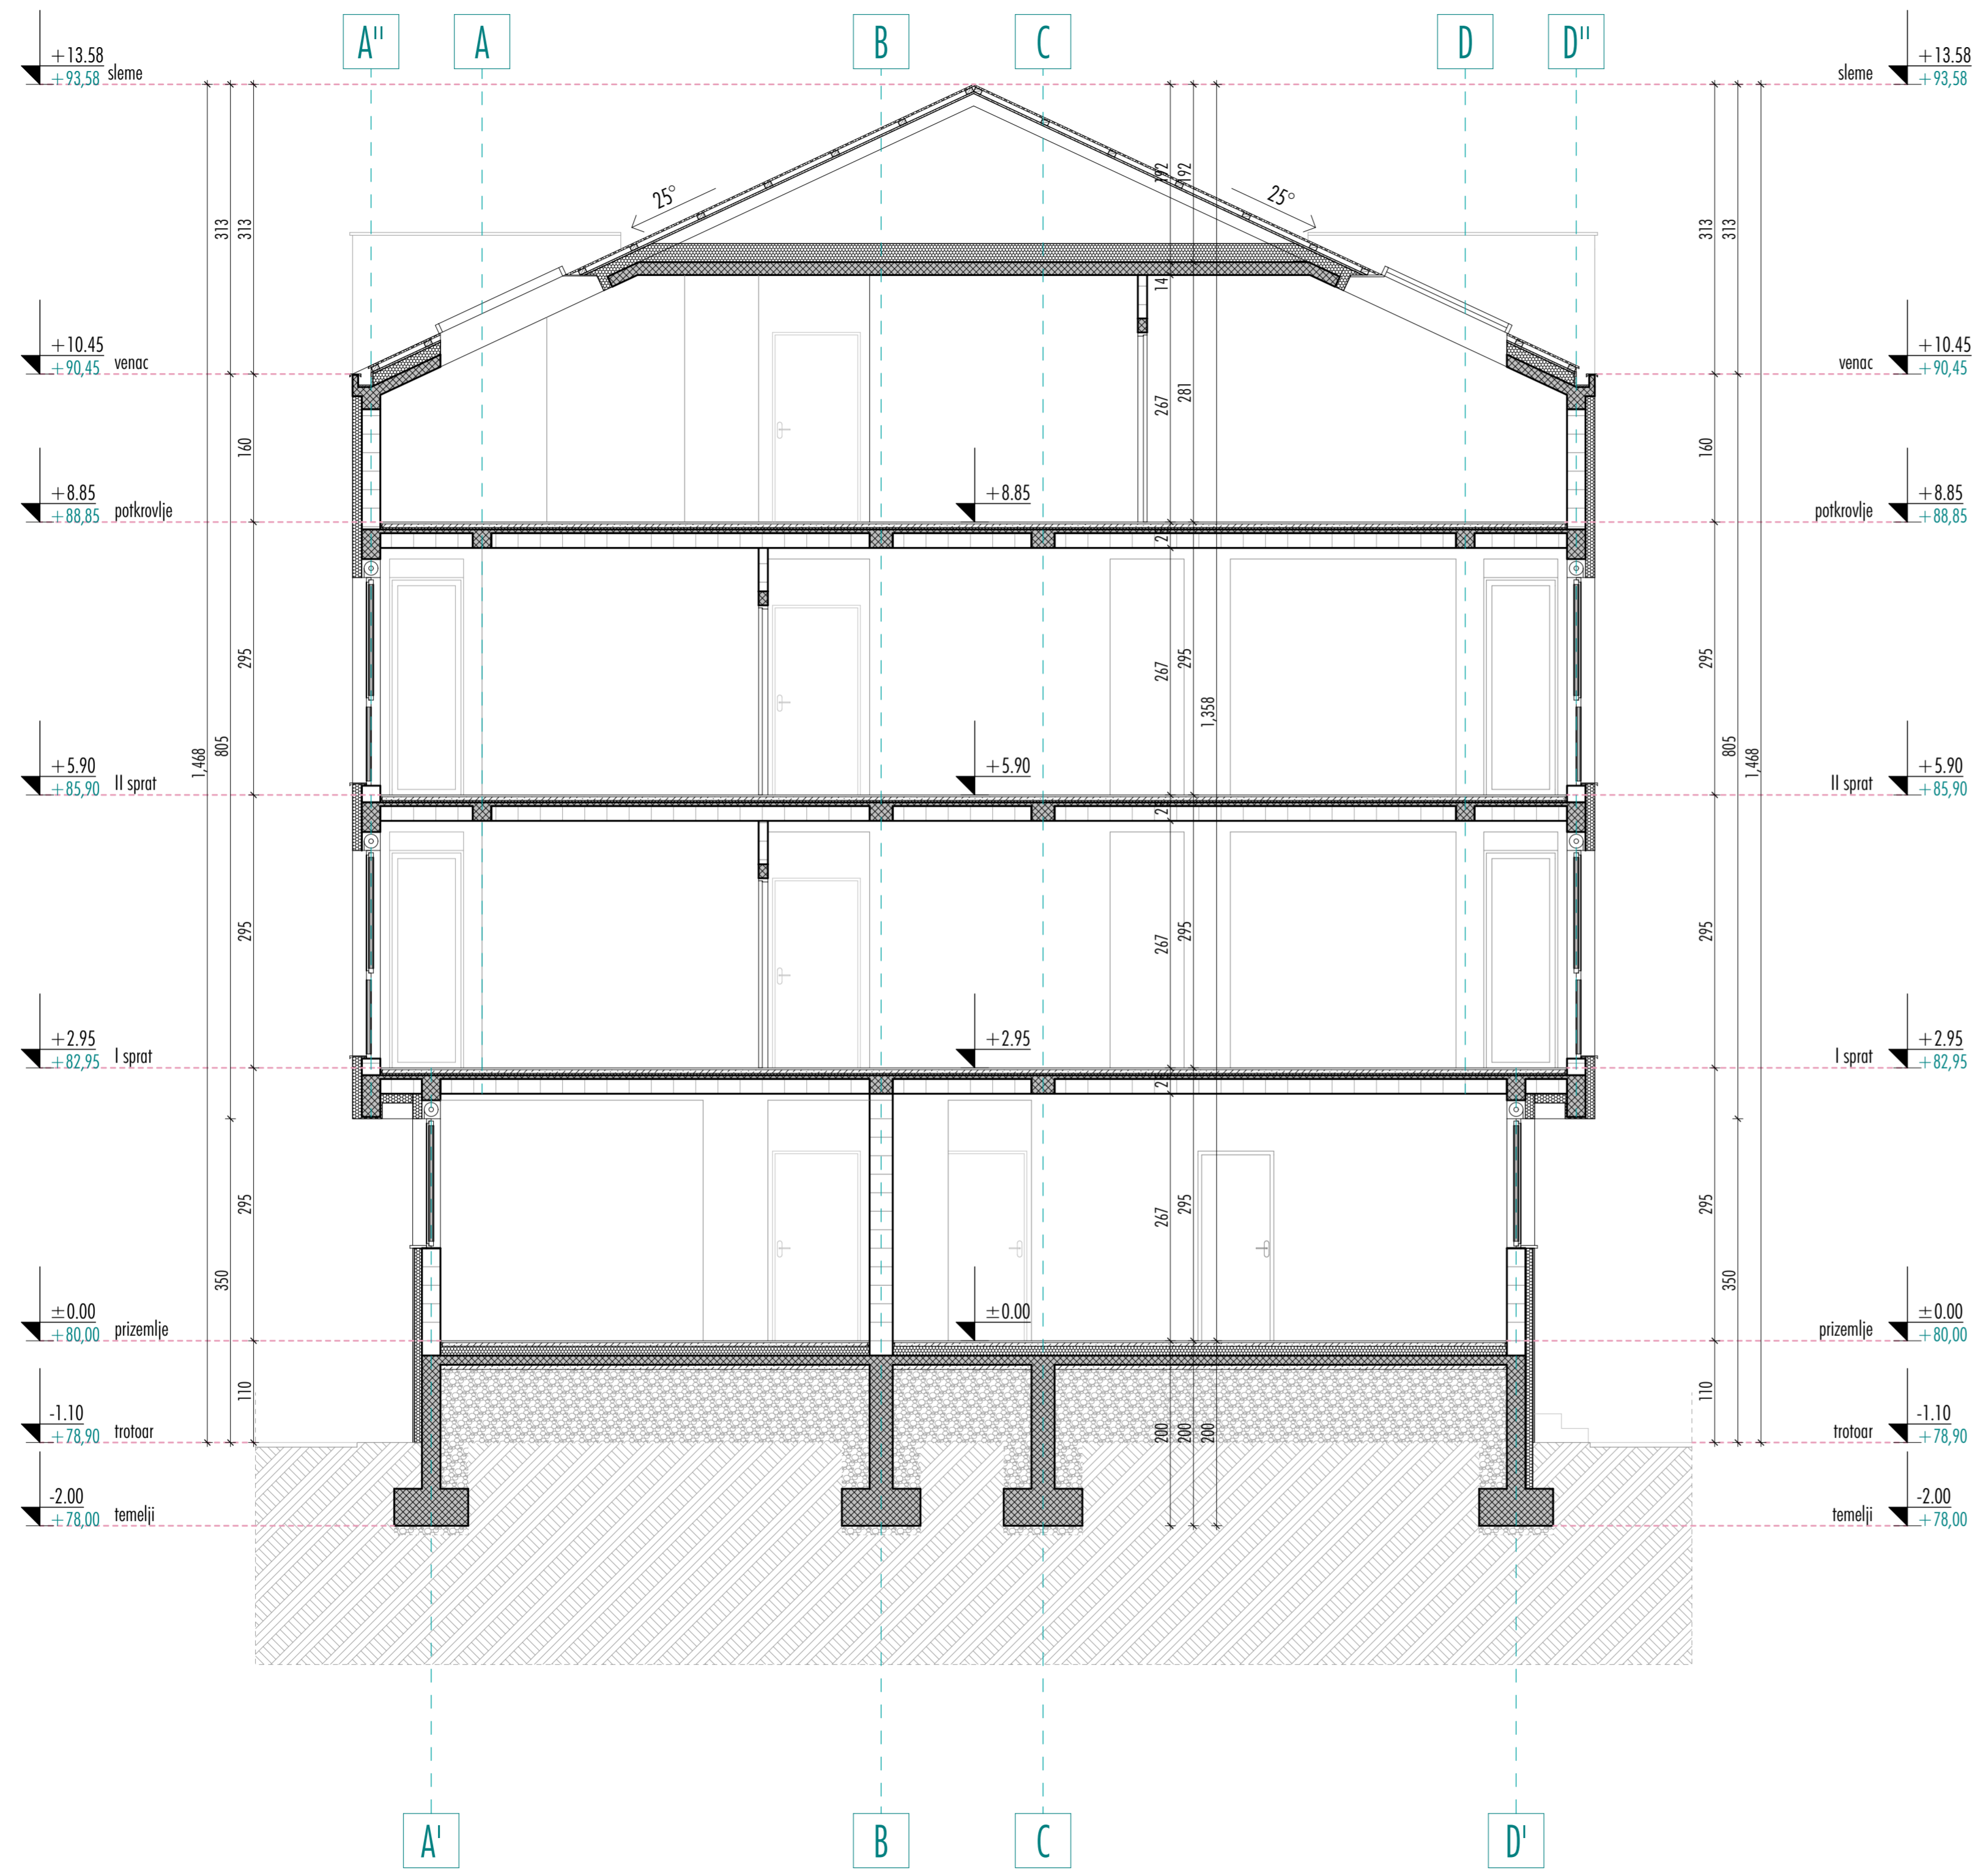 A" A B C D D"
+13.58
+93,58 sleme
sleme +13.58
+93,58
25°
25°
192 192
313 313
313 313
14
+10.45
+90,45 venac
venac +10.45
+90,45
267 281
160
160
+8.85
+88,85 potkrovlje
+8.85
potkrovlje +8.85
+88,85
2
295
267 295
295
1,358
1,468 805
805 1,468
+5.90
+85,90 II sprat
+5.90
II sprat +5.90
+85,90
2
295
267 295
295
+2.95
+82,95 I sprat
+2.95
I sprat +2.95
+82,95
2
295
267 295
295
350
350
±0.00
+80,00 prizemlje
±0.00
prizemlje ±0.00
+80,00
110
110
-1.10
+78,90 trotoar
200 200 200
trotoar -1.10
+78,90
-2.00
+78,00 temelji
temelji -2.00
+78,00
A' B C D'